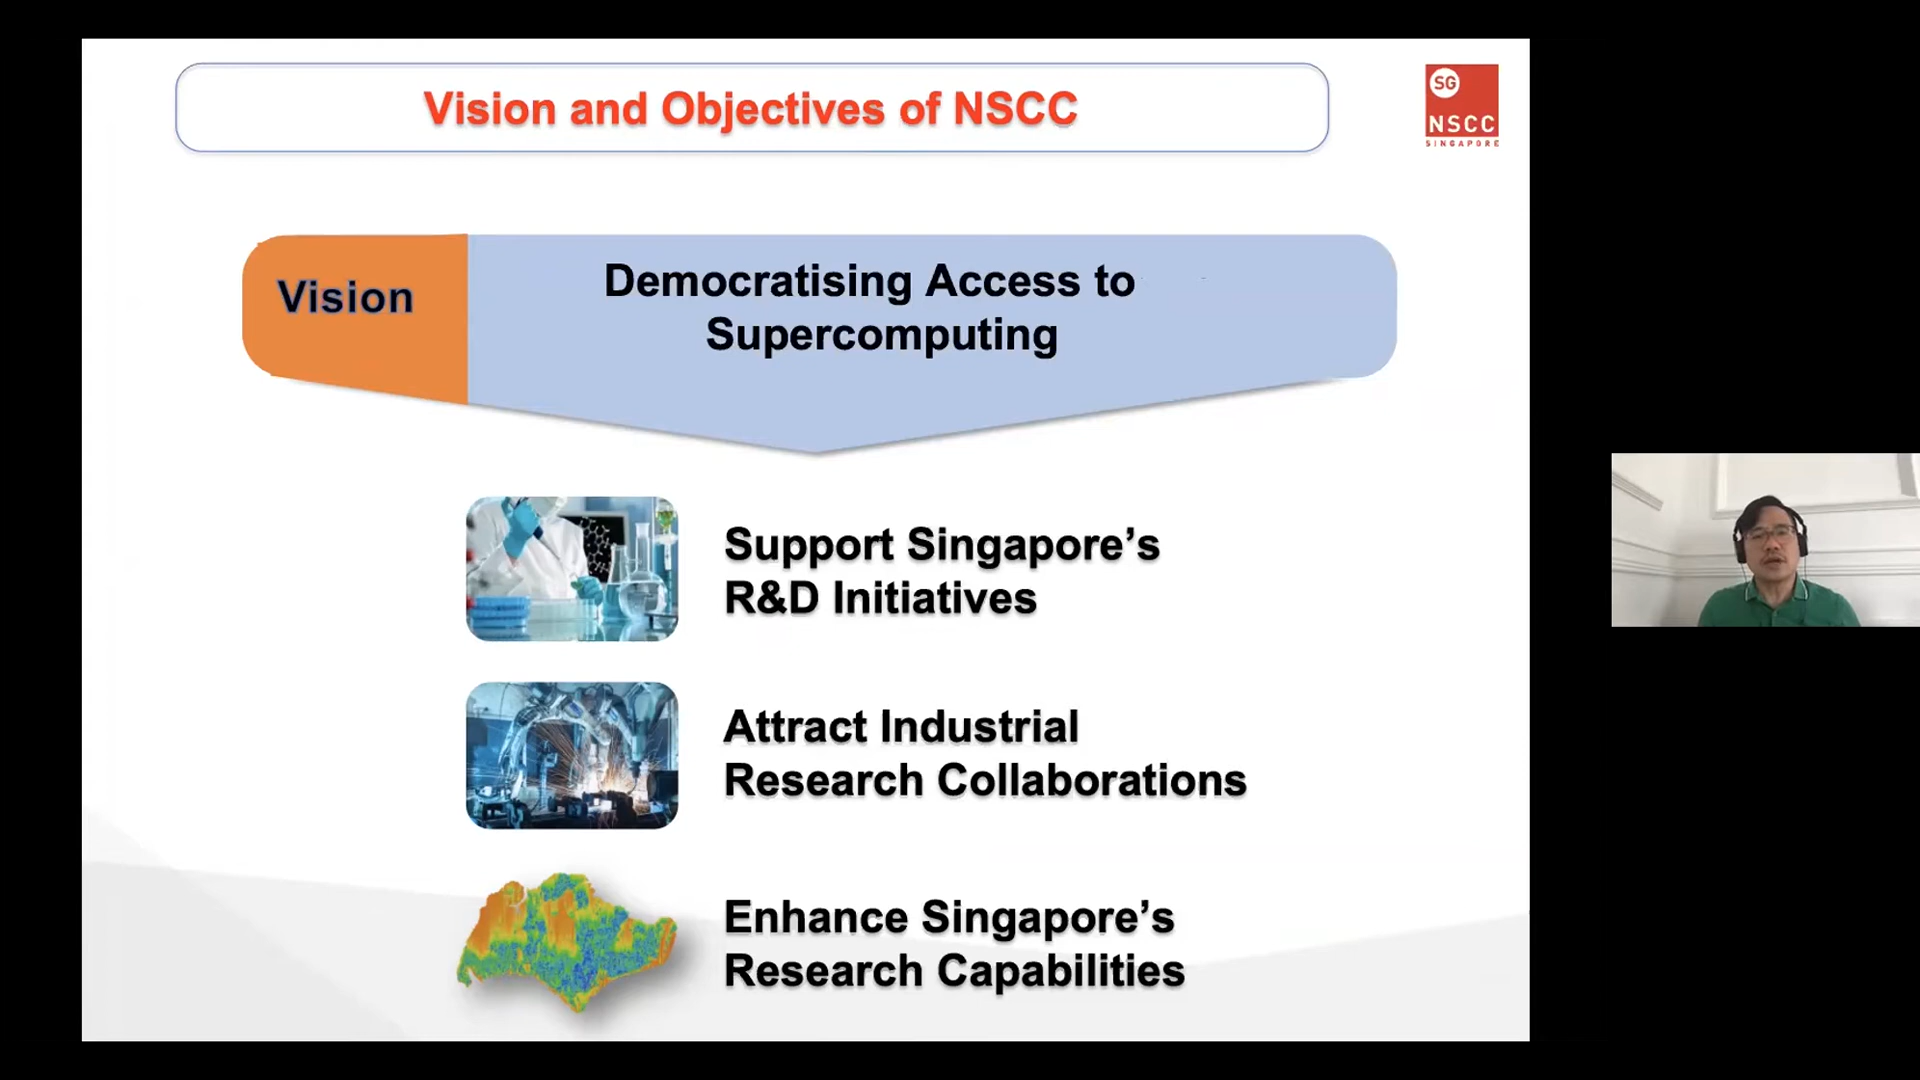 Vision and Objectives of NSCC
SG
NSCC
SINGAPORE
Vision
Democratising Access to
Supercomputing
Support Singapore's
R&D Initiatives
Attract Industrial
Research Collaborations
Enhance Singapore's
Research Capabilities